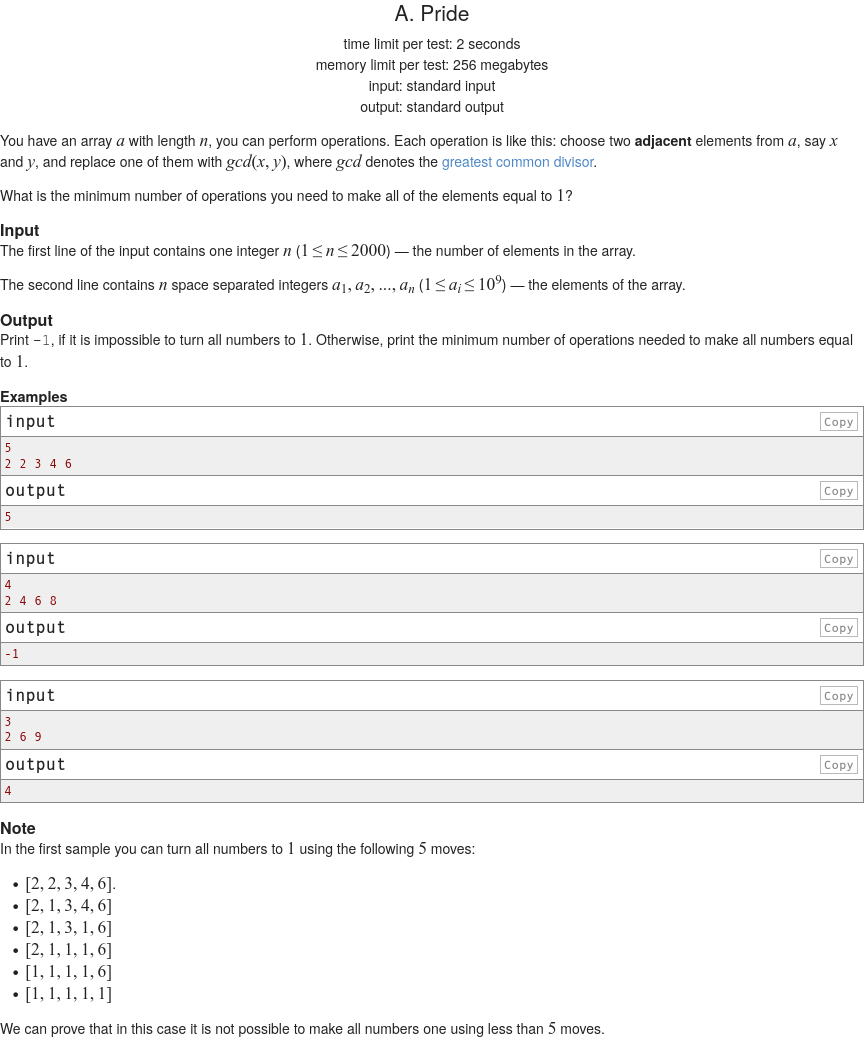 A. Pride
time limit per test: 2 seconds
memory limit per test: 256 megabytes
input: standard input
output: standard output
You have an array a with length n, you can perform operations. Each operation is like this: choose two adjacent elements from a, say x
and y, and replace one of them with gcd(x, y), where gcd denotes the greatest common divisor.
What is the minimum number of operations you need to make all of the elements equal to 1?
Input
The first line of the input contains one integer n (1 ≤ n ≤ 2000) — the number of elements in the array.
The second line contains n space separated integers a₁, a₂, ..., aₙ (1 ≤ aᵢ ≤ 10⁹) — the elements of the array.
Output
Print -1, if it is impossible to turn all numbers to 1. Otherwise, print the minimum number of operations needed to make all numbers equal
to 1.
Examples
input Copy
5
2 2 3 4 6
output Copy
5
input Copy
4
2 4 6 8
output Copy
-1
input Copy
3
2 6 9
output Copy
4
Note
In the first sample you can turn all numbers to 1 using the following 5 moves:
• [2, 2, 3, 4, 6].
• [2, 1, 3, 4, 6]
• [2, 1, 3, 1, 6]
• [2, 1, 1, 1, 6]
• [1, 1, 1, 1, 6]
• [1, 1, 1, 1, 1]
We can prove that in this case it is not possible to make all numbers one using less than 5 moves.